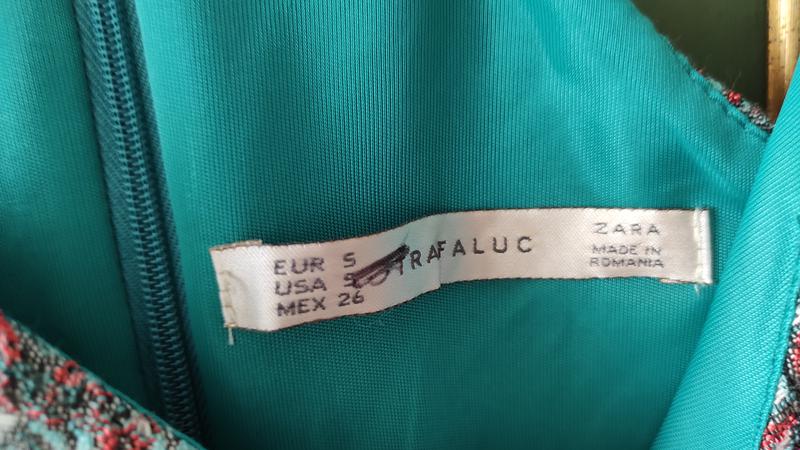 EUR S
USA S
MEX 26
TRAFALUC
ZARA
MADE IN
ROMANIA